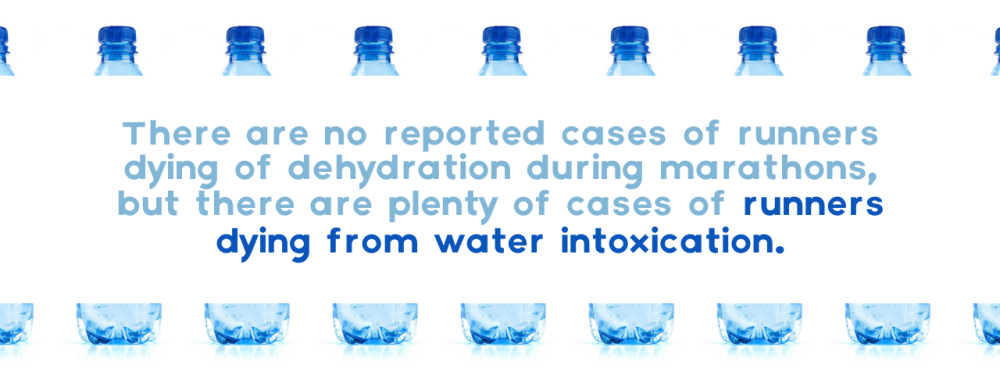 There are no reported cases of runners
dying of dehydration during marathons,
but there are plenty of cases of runners
dying from water intoxication.